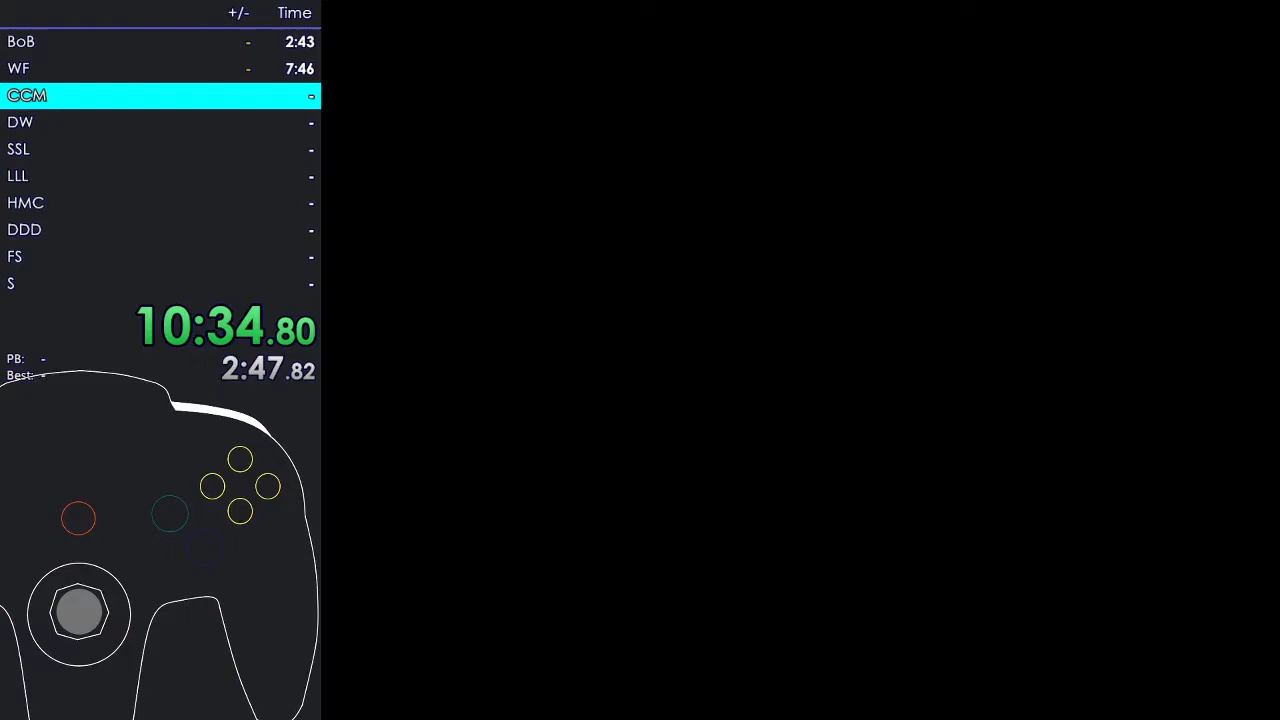 +/- Time
BoB - 2:43
WF - 7:46
CCM -
DW -
SSL -
LLL -
HMC -
DDD -
FS -
S -
10:34.80
PB: - 2:47.82
Best: -